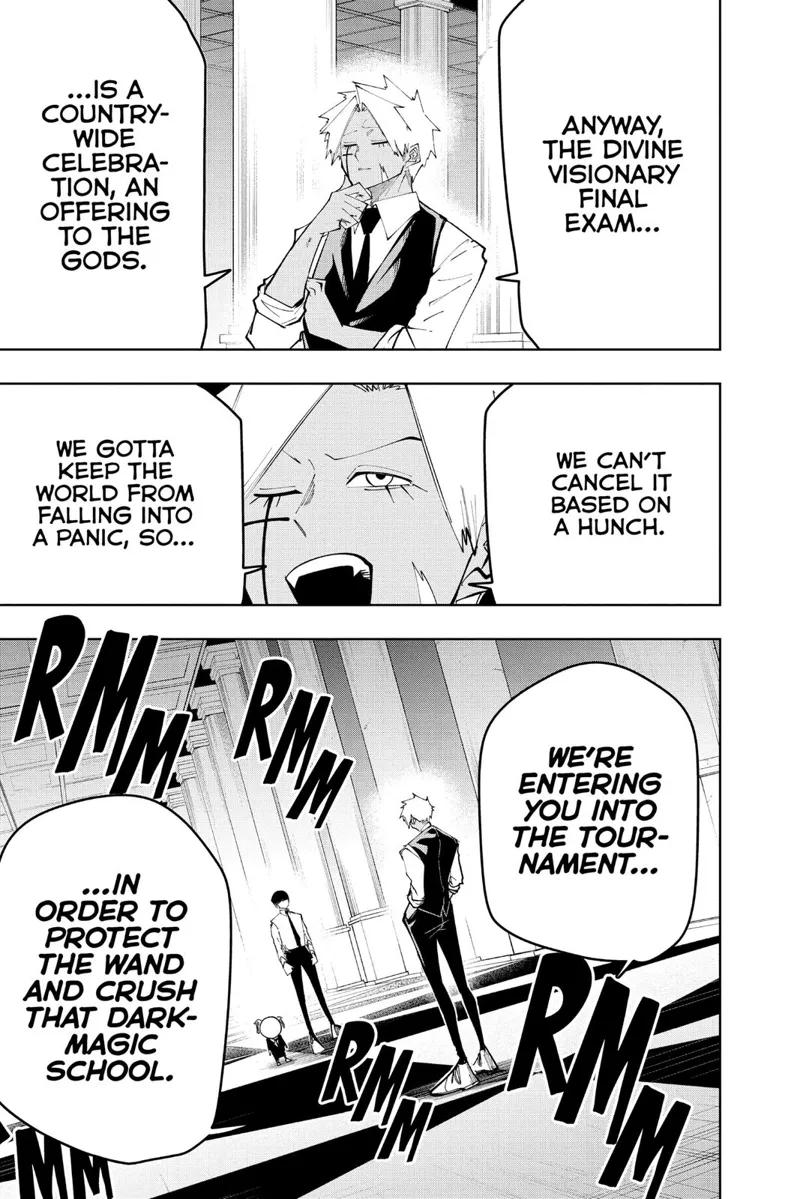 ANYWAY,
THE DIVINE
VISIONARY
FINAL
EXAM...
...IS A
COUNTRY-
WIDE
CELEBRA-
TION, AN
OFFERING
TO THE
GODS.
WE CAN'T
CANCEL IT
BASED ON
A HUNCH.
WE GOTTA
KEEP THE
WORLD FROM
FALLING INTO
A PANIC, SO...
RMM
RMM
WE'RE
ENTERING
YOU INTO
THE TOUR-
NAMENT...
...IN
ORDER TO
PROTECT
THE WAND
AND CRUSH
THAT DARK-
MAGIC
SCHOOL.
RMM
RMM
MM